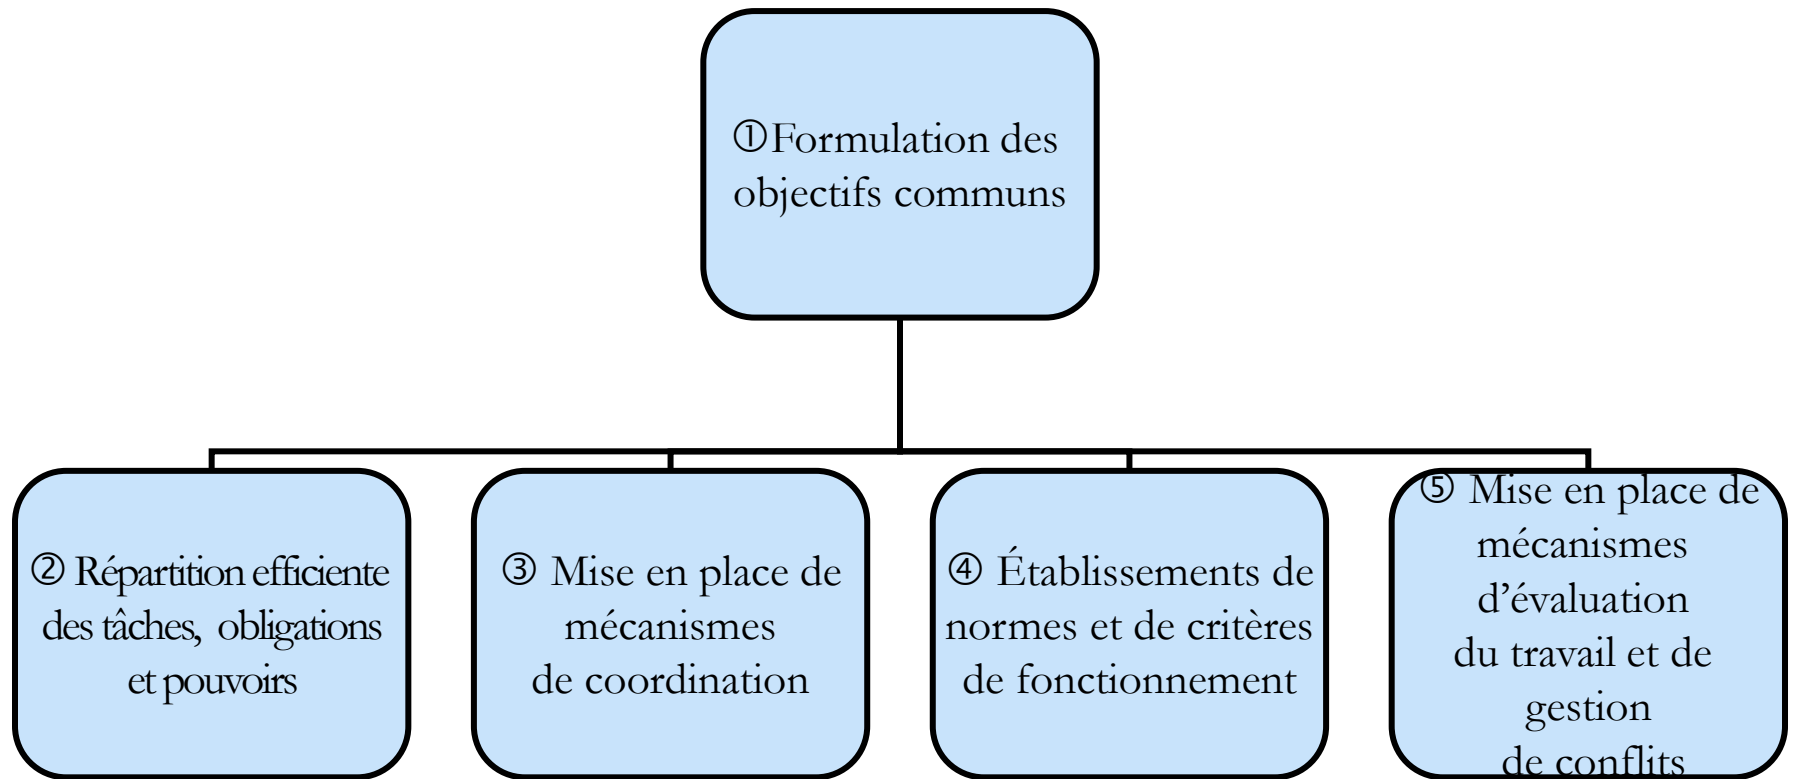 ①Formulation des
objectifs communs
② Répartition efficiente
des tâches, obligations
et pouvoirs
③ Mise en place de
mécanismes
de coordination
④ Établissements de
normes et de critères
de fonctionnement
⑤ Mise en place de
mécanismes
d’évaluation
du travail et de
gestion
de conflits